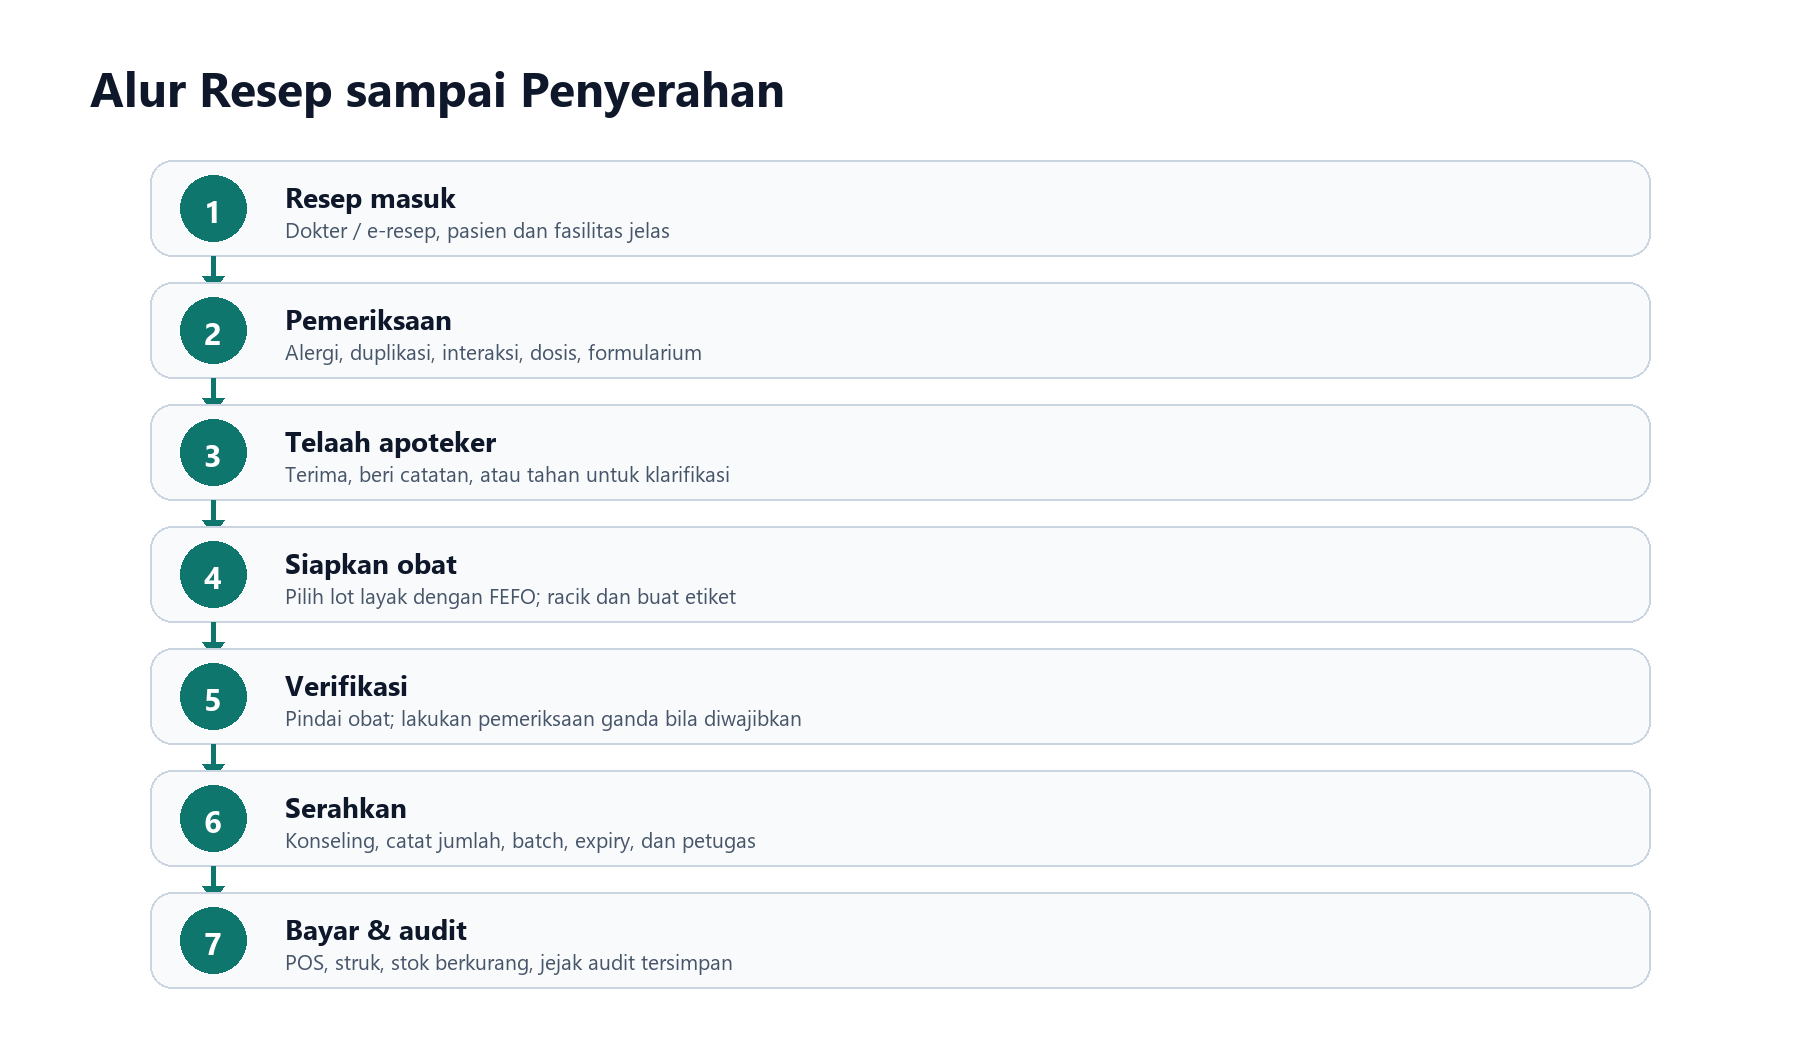 Alur Resep sampai Penyerahan
1
Resep masuk
Dokter / e-resep, pasien dan fasilitas jelas
2
Pemeriksaan
Alergi, duplikasi, interaksi, dosis, formularium
3
Telaah apoteker
Terima, beri catatan, atau tahan untuk klarifikasi
4
Siapkan obat
Pilih lot layak dengan FEFO; racik dan buat etiket
5
Verifikasi
Pindai obat; lakukan pemeriksaan ganda bila diwajibkan
6
Serahkan
Konseling, catat jumlah, batch, expiry, dan petugas
7
Bayar & audit
POS, struk, stok berkurang, jejak audit tersimpan